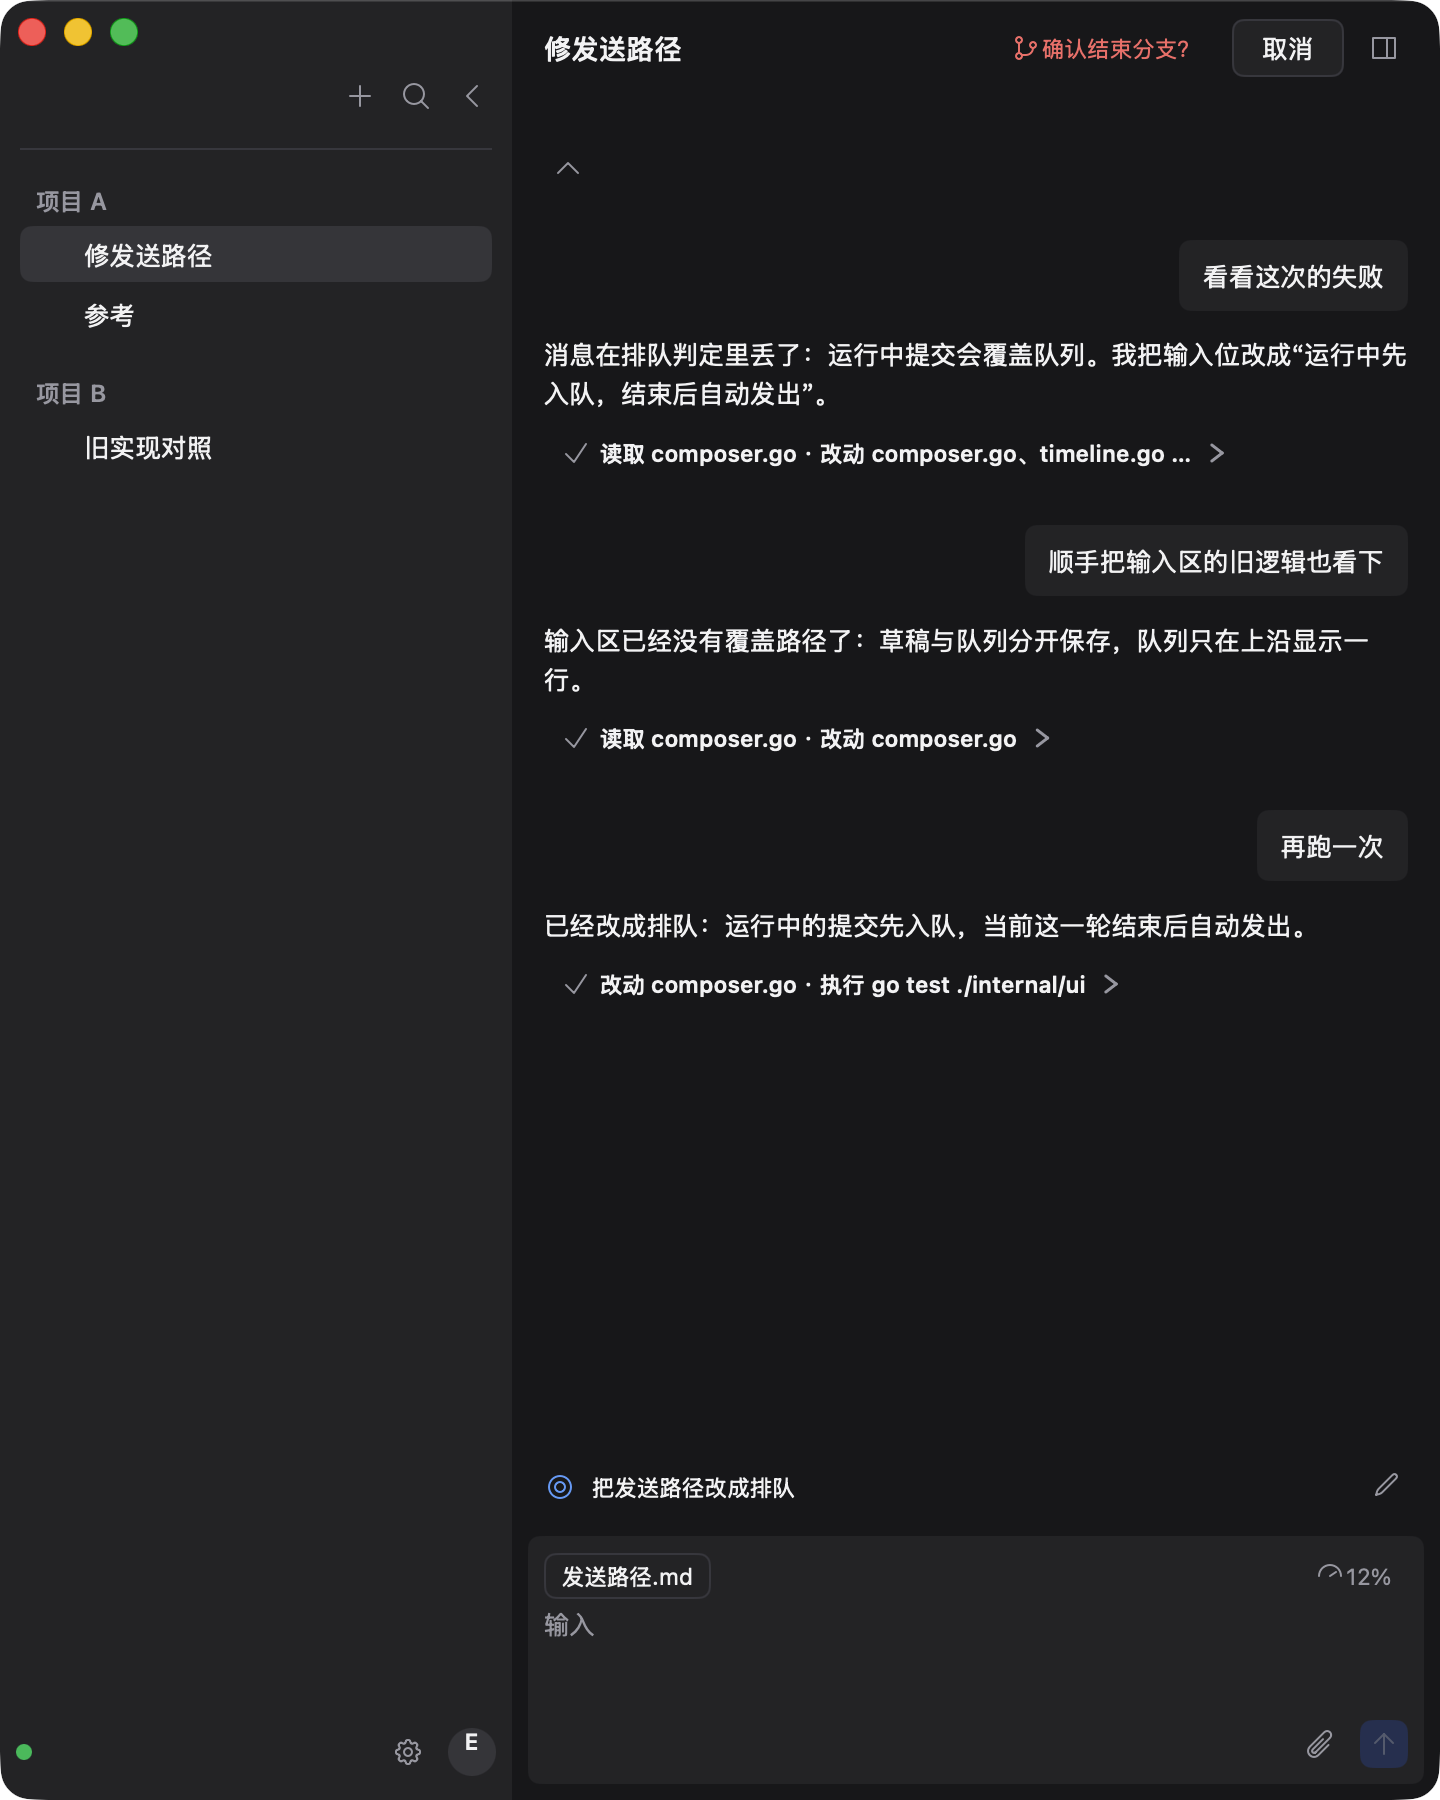 修发送路径
确认结束分支?
取消
项目 A
修发送路径
参考
项目 B
旧实现对照
看看这次的失败
消息在排队判定里丢了：运行中提交会覆盖队列。我把输入位改成“运行中先
入队，结束后自动发出”。
读取 composer.go · 改动 composer.go、timeline.go ...
顺手把输入区的旧逻辑也看下
输入区已经没有覆盖路径了：草稿与队列分开保存，队列只在上沿显示一
行。
读取 composer.go · 改动 composer.go
再跑一次
已经改成排队：运行中的提交先入队，当前这一轮结束后自动发出。
改动 composer.go · 执行 go test ./internal/ui
把发送路径改成排队
发送路径.md
12%
输入
E